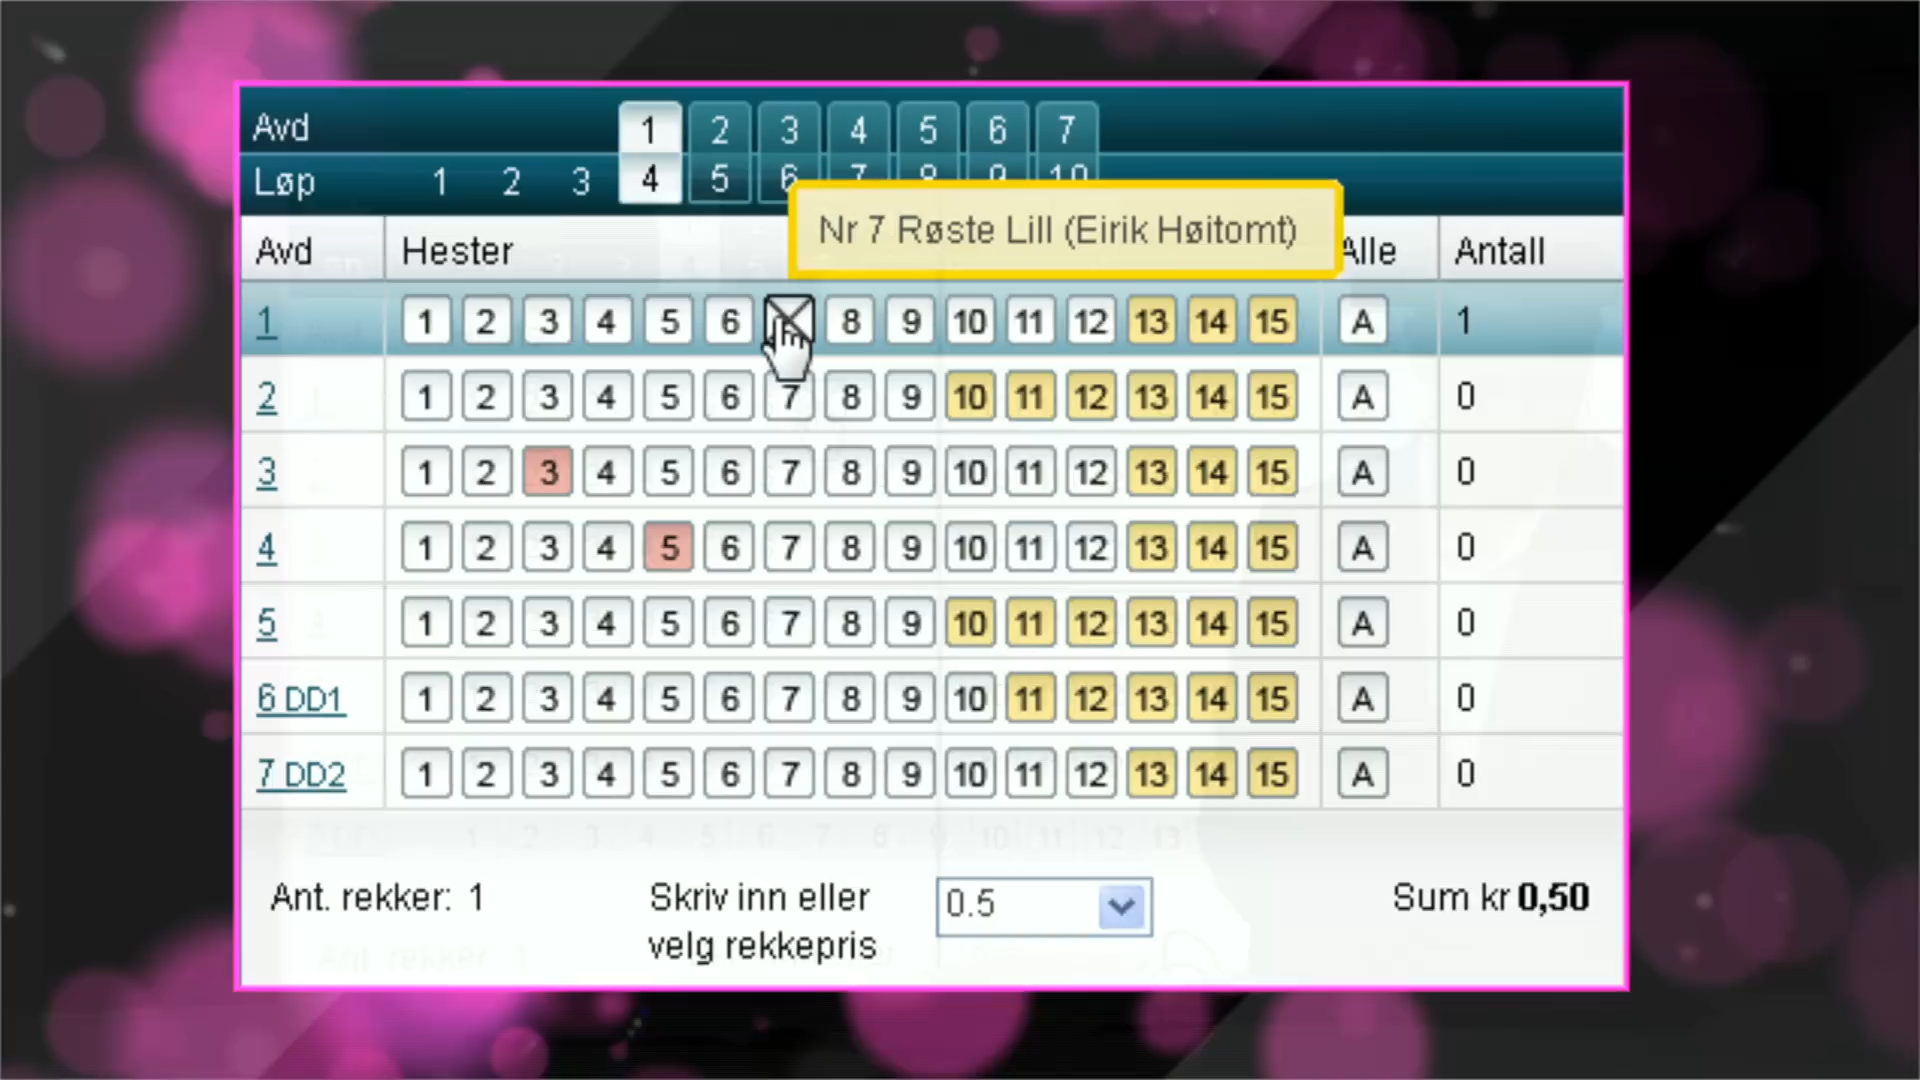 Avd 1 2 3 4 5 6 7
Løp 1 2 3 4 5 6 7 8 9 10
Nr 7 Røste Lill (Eirik Høitomt)
Avd Hester Alle Antall
1 1 2 3 4 5 6 8 9 10 11 12 13 14 15 A 1
2 1 2 3 4 5 6 7 8 9 10 11 12 13 14 15 A 0
3 1 2 3 4 5 6 7 8 9 10 11 12 13 14 15 A 0
4 1 2 3 4 5 6 7 8 9 10 11 12 13 14 15 A 0
5 1 2 3 4 5 6 7 8 9 10 11 12 13 14 15 A 0
6 DD1 1 2 3 4 5 6 7 8 9 10 11 12 13 14 15 A 0
7 DD2 1 2 3 4 5 6 7 8 9 10 11 12 13 14 15 A 0
Ant. rekker: 1 Skriv inn eller 0.5 Sum kr 0,50
velg rekkepris